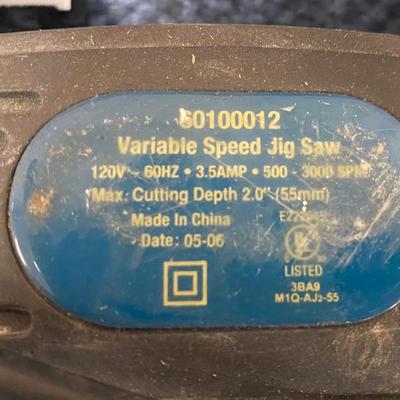 60100012
Variable Speed Jig Saw
120V ~ 60HZ • 3.5AMP • 500 - 3000 SPM
Max. Cutting Depth 2.0" (55mm)
Made In China
Date: 05-06
UL
LISTED
3BA9
M1Q-AJ2-55